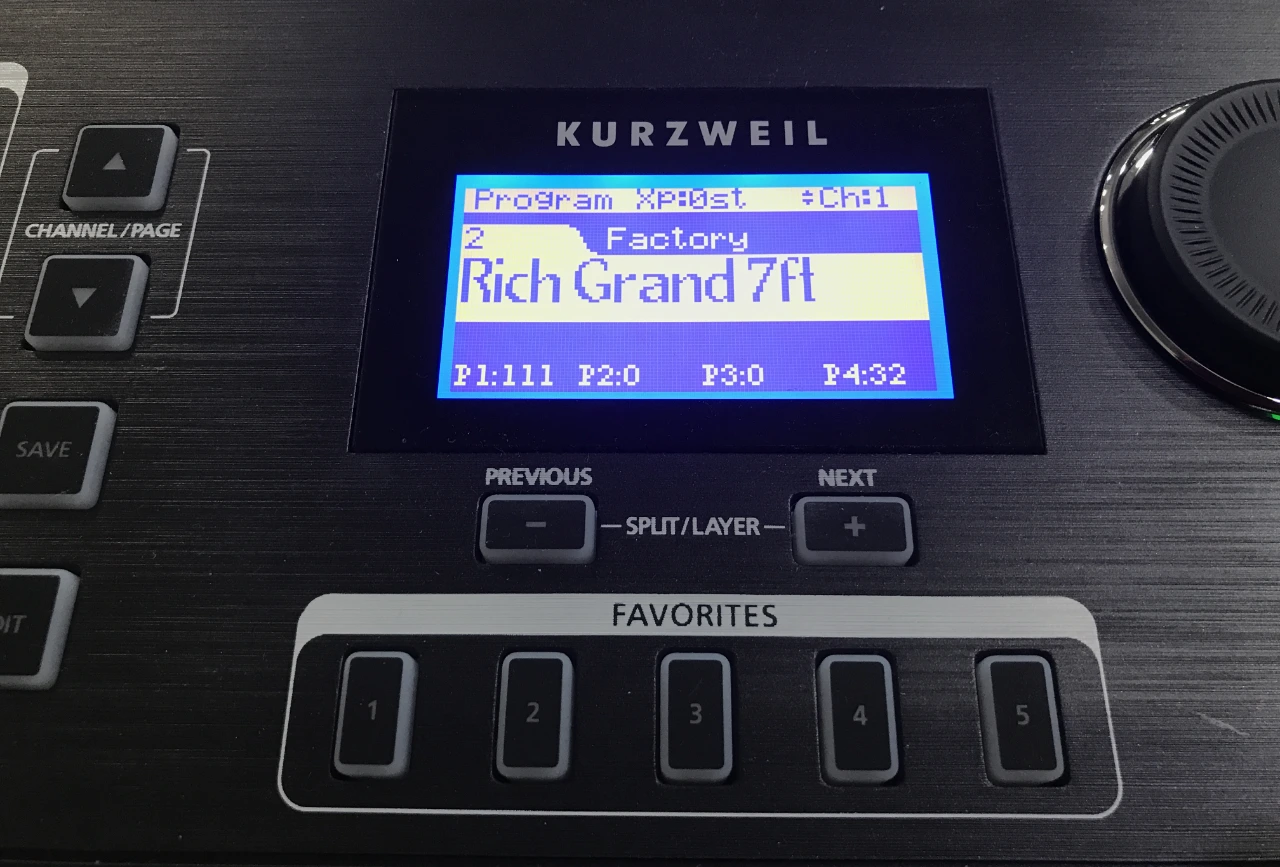 KURZWEIL
Program Xp:0st ÷Ch:1
2 Factory
Rich Grand 7ft
P1:111 P2:0 P3:0 P4:32
CHANNEL/PAGE
SAVE
PREVIOUS NEXT
- SPLIT/LAYER +
FAVORITES
1 2 3 4 5